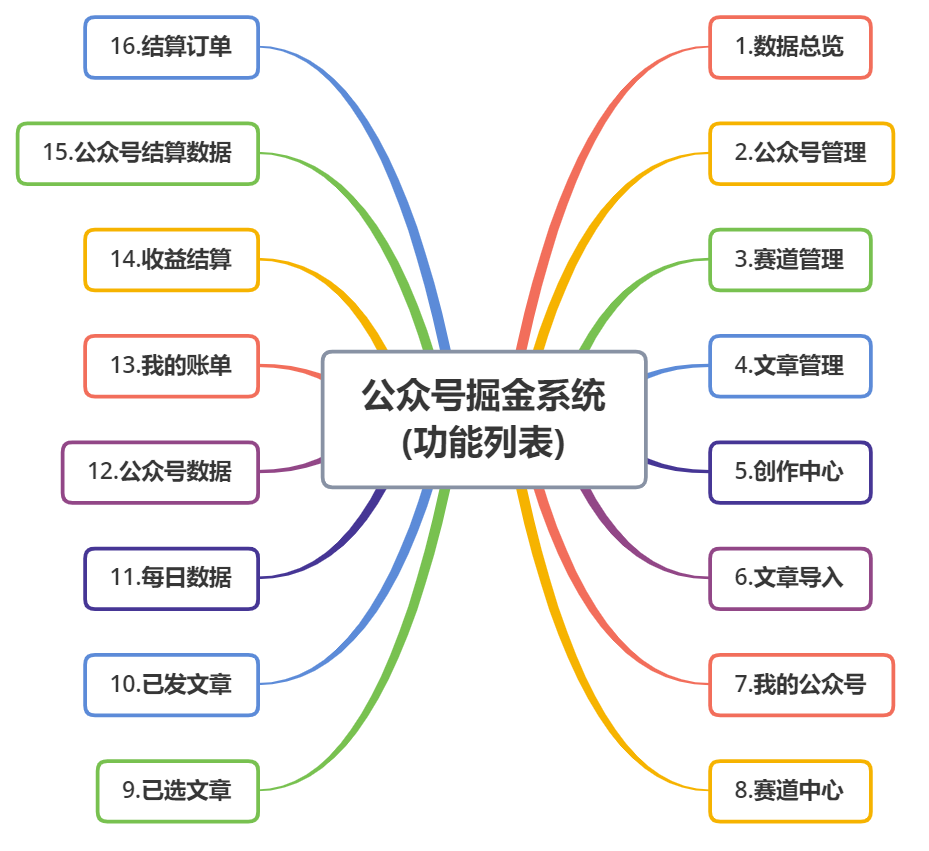 公众号掘金系统
(功能列表)
1.数据总览
2.公众号管理
3.赛道管理
4.文章管理
5.创作中心
6.文章导入
7.我的公众号
8.赛道中心
9.已选文章
10.已发文章
11.每日数据
12.公众号数据
13.我的账单
14.收益结算
15.公众号结算数据
16.结算订单